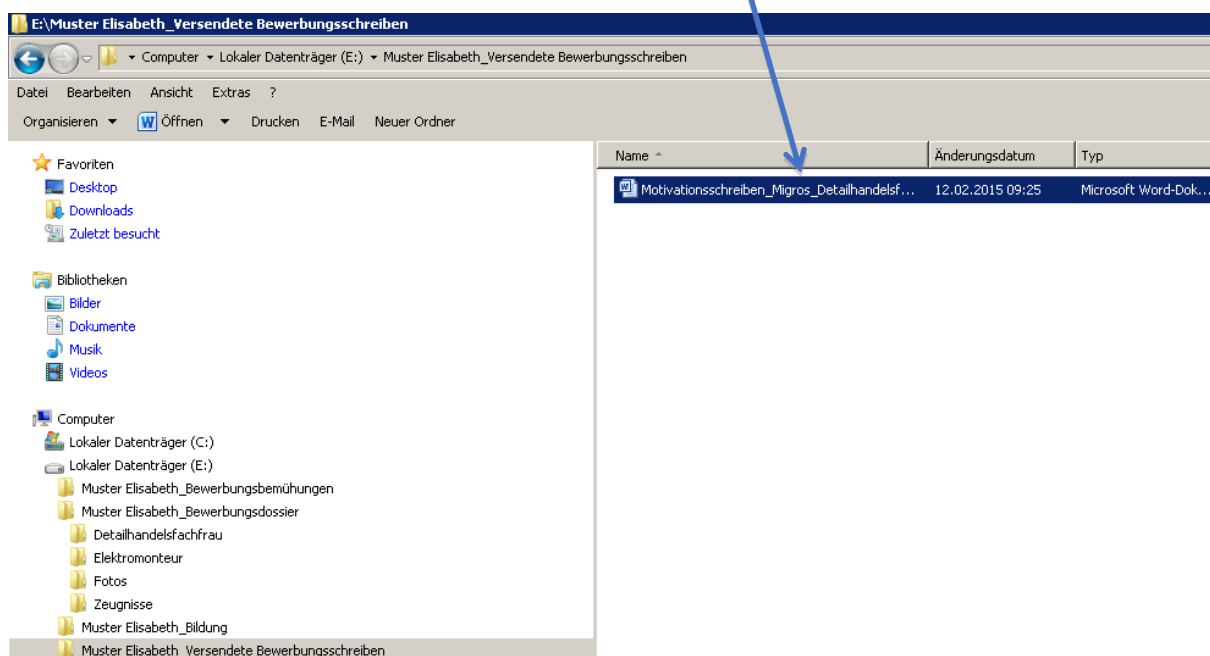 E:\Muster Elisabeth_Versendete Bewerbungsschreiben
Computer Lokaler Datenträger (E:) Muster Elisabeth_Versendete Bewerbungsschreiben
Datei Bearbeiten Ansicht Extras ?
Organisieren Öffnen Drucken E-Mail Neuer Ordner
Favoriten
Desktop
Downloads
Zuletzt besucht
Bibliotheken
Bilder
Dokumente
Musik
Videos
Computer
Lokaler Datenträger (C:)
Lokaler Datenträger (E:)
Muster Elisabeth_Bewerbungsbemühungen
Muster Elisabeth_Bewerbungsdossier
Detailhandelsfachfrau
Elektromonteur
Fotos
Zeugnisse
Muster Elisabeth_Bildung
Muster Elisabeth_Versendete Bewerbungsschreiben
Name Änderungsdatum Typ
Motivationsschreiben_Migros_Detailhandelsf... 12.02.2015 09:25 Microsoft Word-Dok...